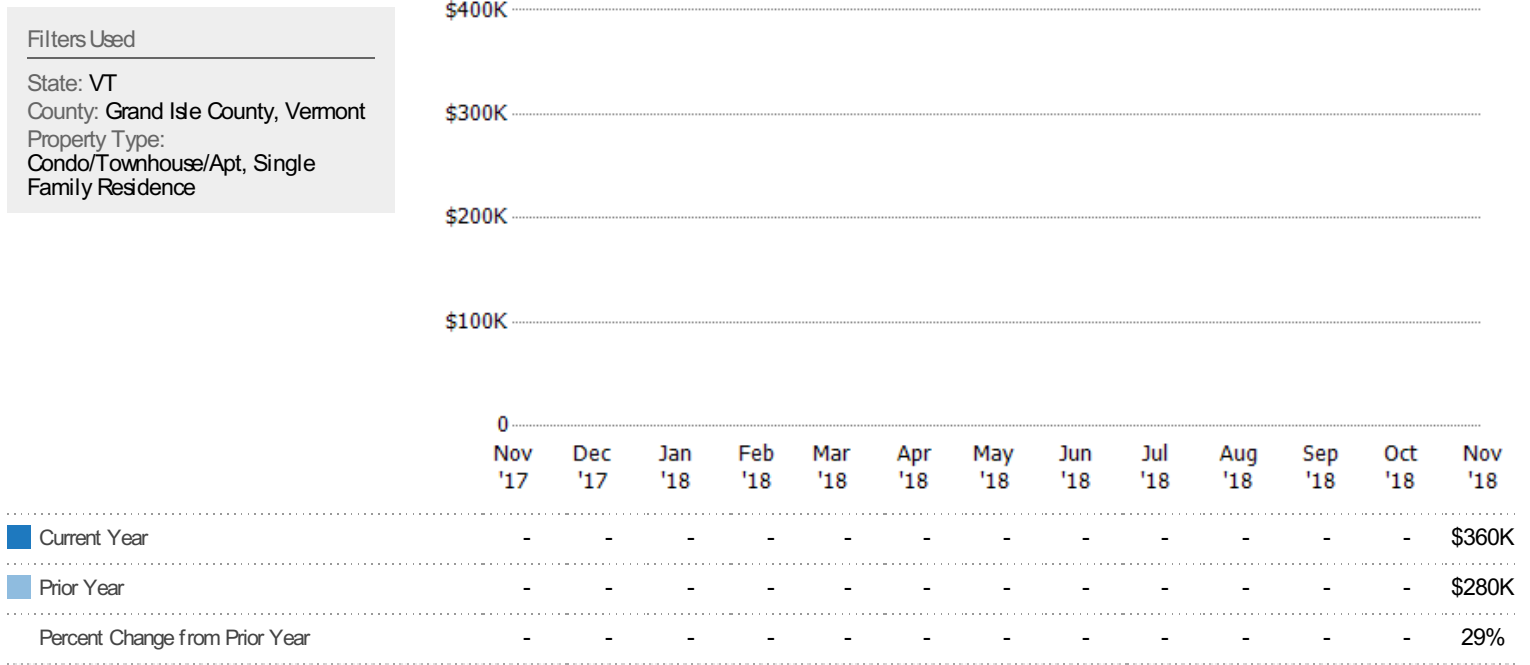 Filters Used
State: VT
County: Grand Isle County, Vermont
Property Type:
Condo/Townhouse/Apt, Single
Family Residence
$400K
$300K
$200K
$100K
0
Nov '17 Dec '17 Jan '18 Feb '18 Mar '18 Apr '18 May '18 Jun '18 Jul '18 Aug '18 Sep '18 Oct '18 Nov '18
Current Year - - - - - - - - - - - - $360K
Prior Year - - - - - - - - - - - - $280K
Percent Change from Prior Year - - - - - - - - - - - - 29%